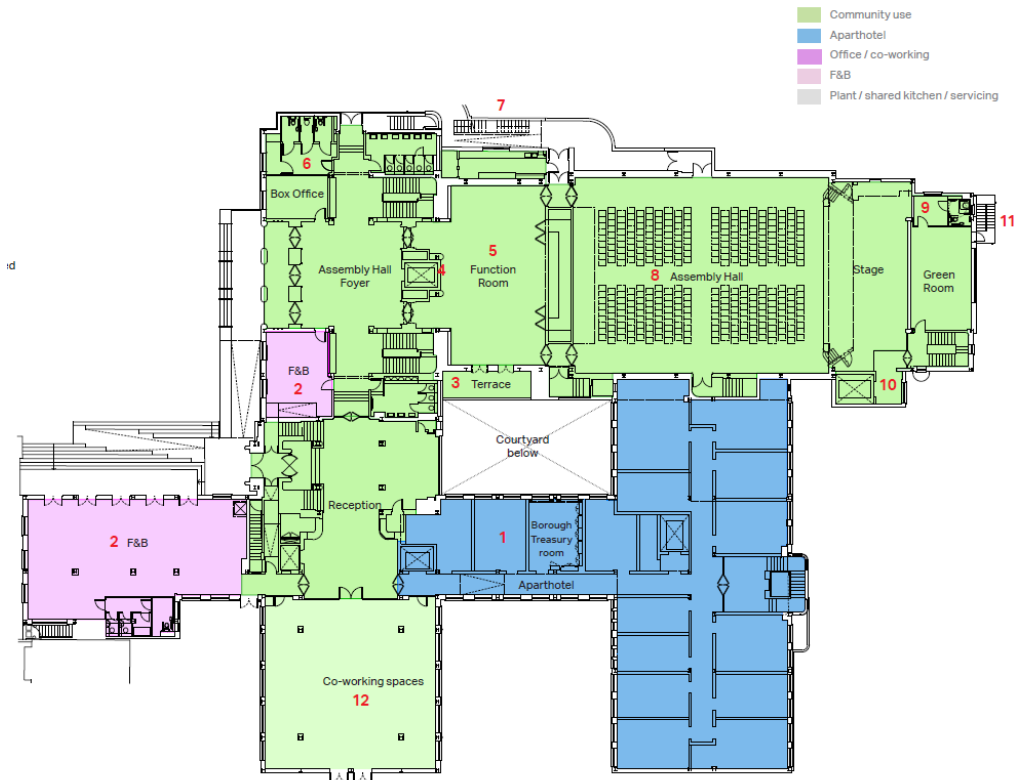 Community use
Aparthotel
Office / co-working
F&B
Plant / shared kitchen / servicing
7
6
Box Office
9
11
ed
Assembly Hall
Foyer
4
5
Function
Room
8 Assembly Hall
Stage
Green
Room
F&B
2
3 Terrace
10
Courtyard
below
Reception
2 F&B
1
Borough
Treasury
room
Aparthotel
Co-working spaces
12